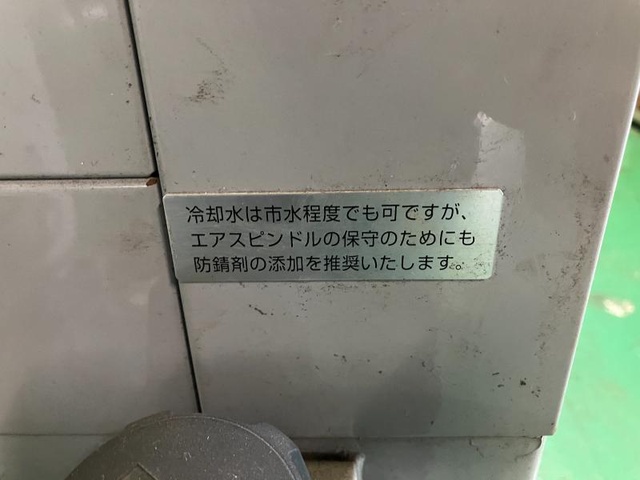 冷却水は市水程度でも可ですが、
エアスピンドルの保守のためにも
防錆剤の添加を推奨いたします。